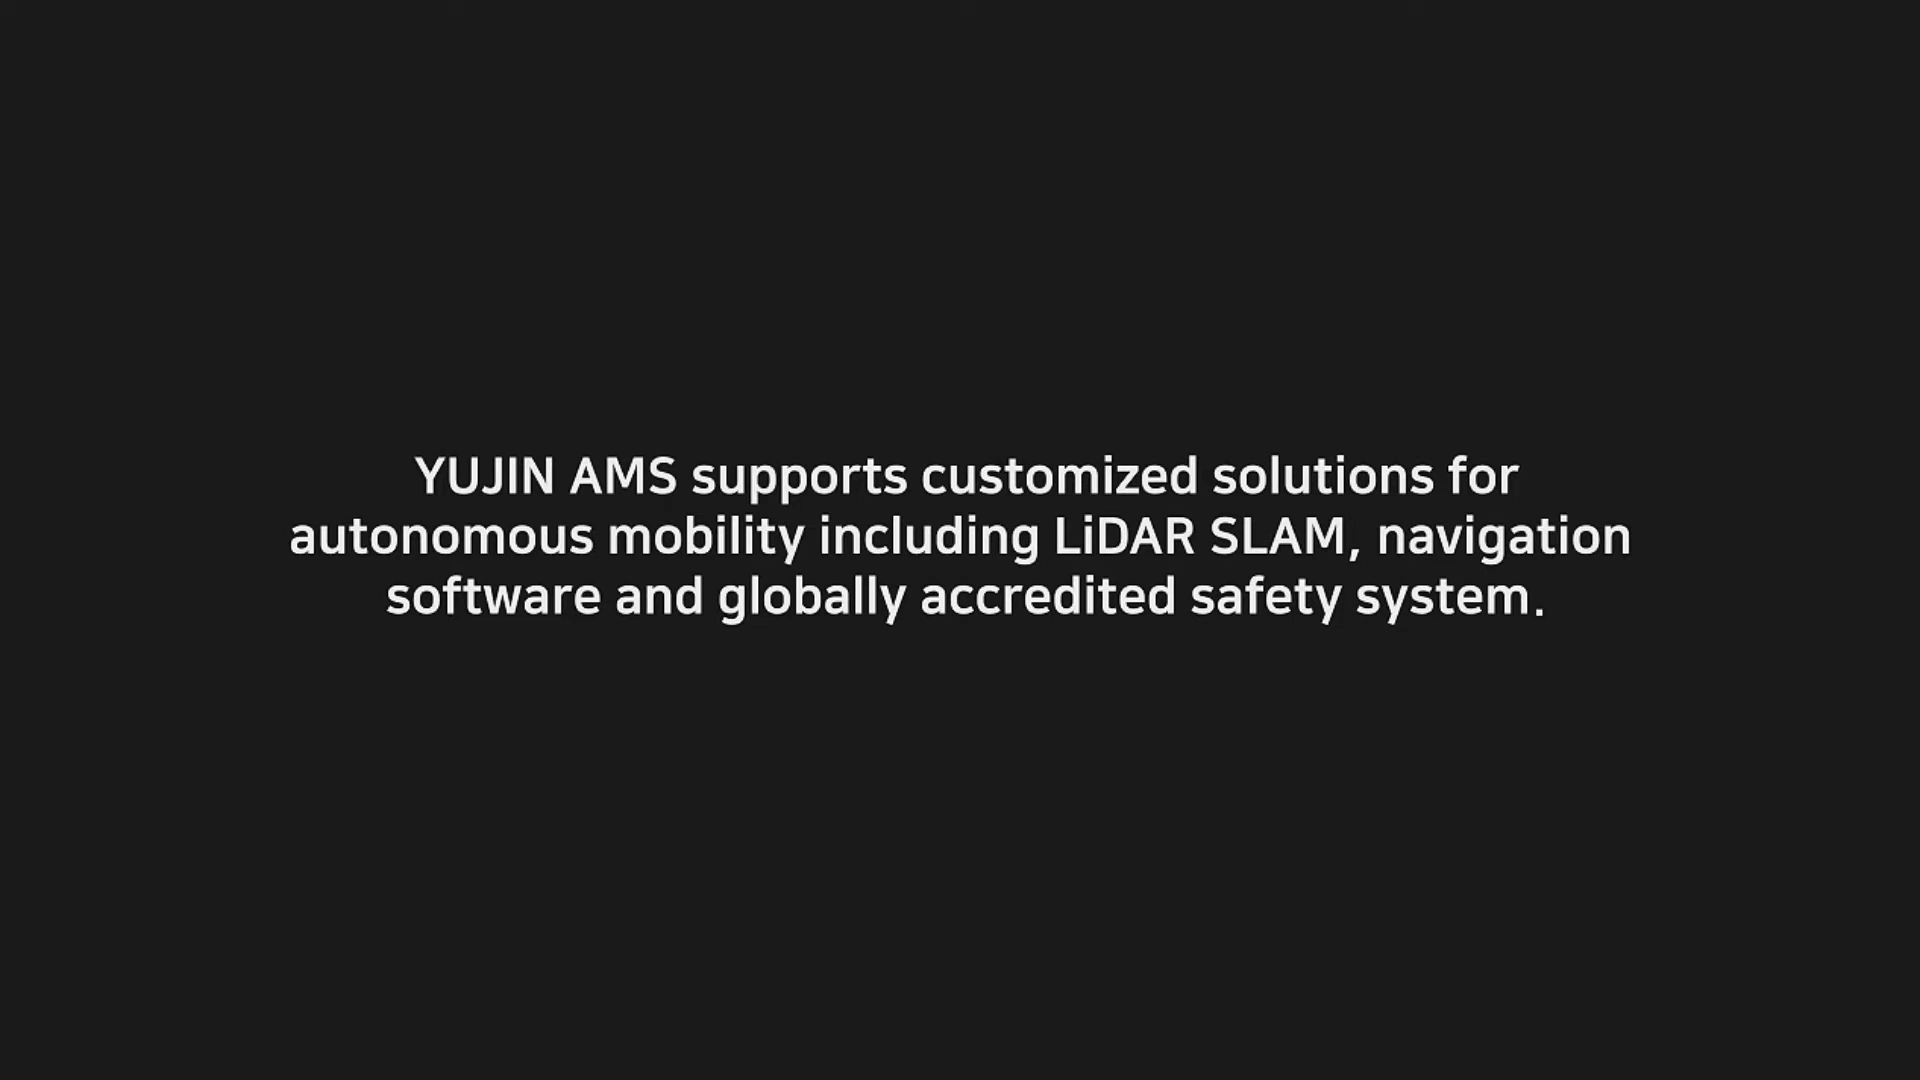 YUJIN AMS supports customized solutions for
autonomous mobility including LiDAR SLAM, navigation
software and globally accredited safety system.